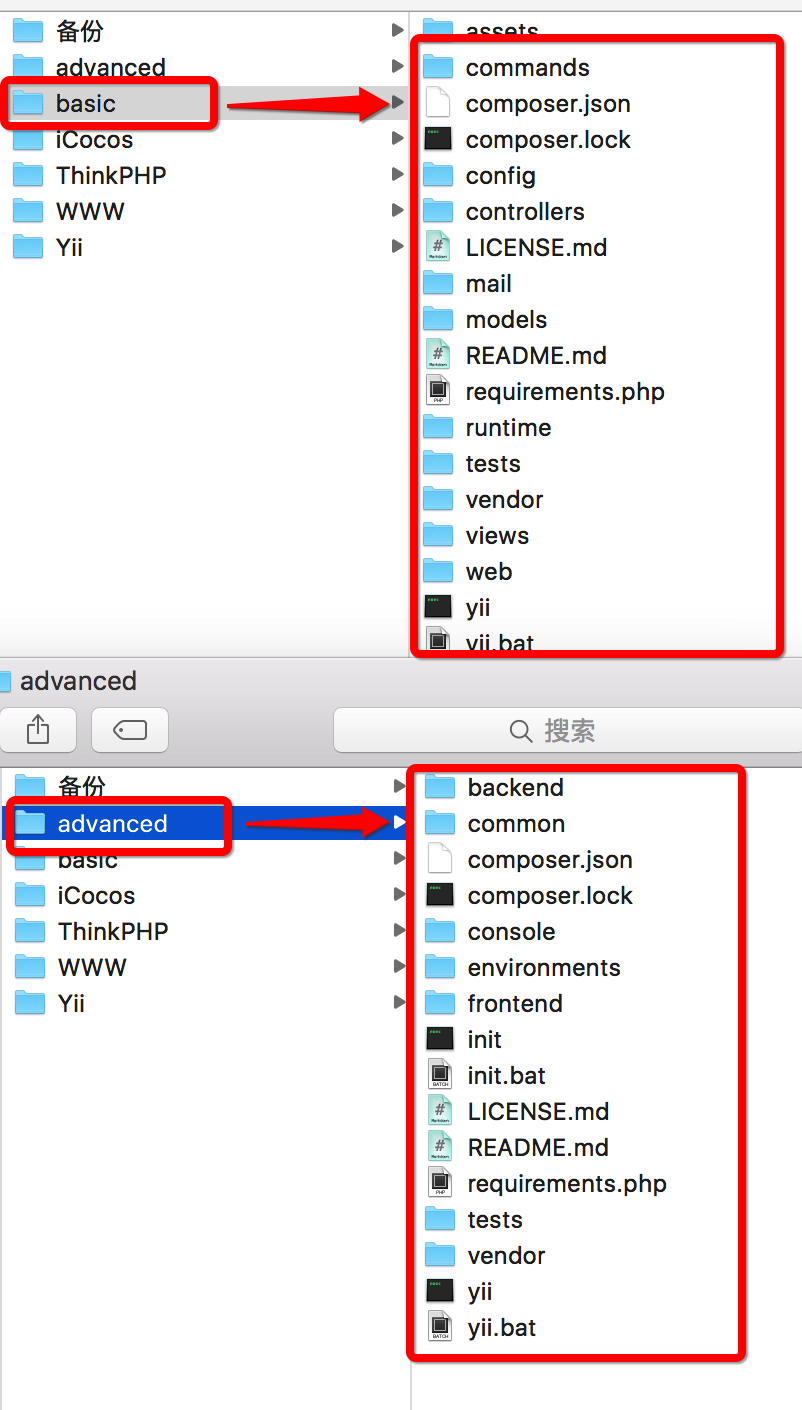 备份
advanced
basic
iCocos
ThinkPHP
WWW
Yii
assets
commands
composer.json
composer.lock
config
controllers
LICENSE.md
mail
models
README.md
requirements.php
runtime
tests
vendor
views
web
yii
yii.bat
advanced
搜索
备份
advanced
basic
iCocos
ThinkPHP
WWW
Yii
backend
common
composer.json
composer.lock
console
environments
frontend
init
init.bat
LICENSE.md
README.md
requirements.php
tests
vendor
yii
yii.bat